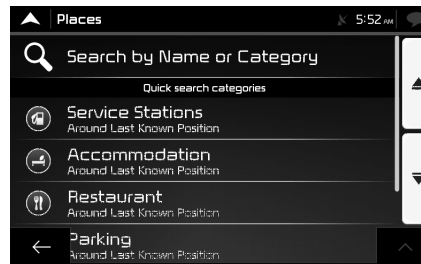 Places
5:52 AM
Search by Name or Category
Quick search categories
Service Stations
Around Last Known Position
Accommodation
Around Last Known Position
Restaurant
Around Last Known Position
Parking
Around Last Known Position